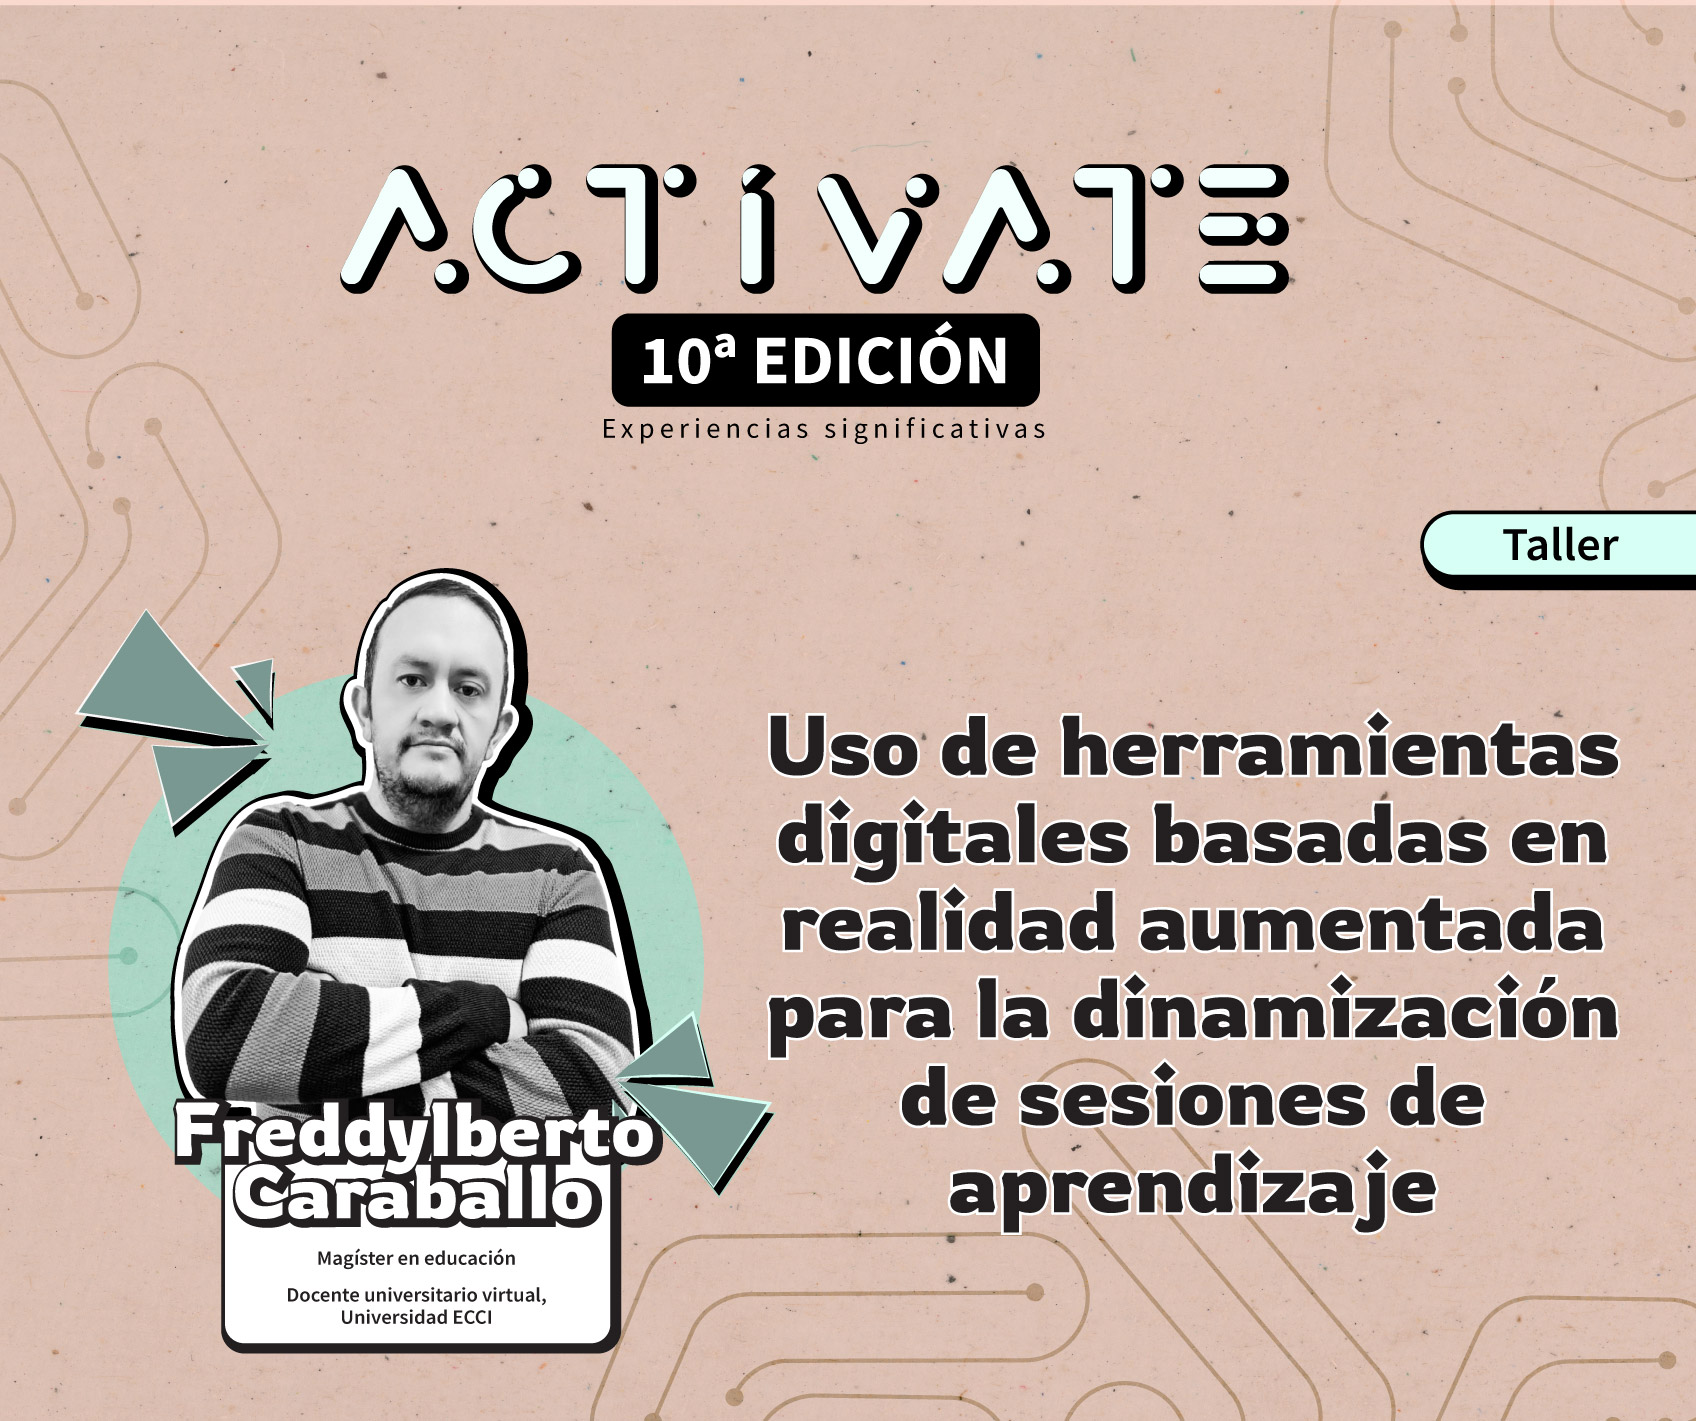 ACTÍVATE
10ª EDICIÓN
Experiencias significativas
Taller
Uso de herramientas
digitales basadas en
realidad aumentada
para la dinamización
de sesiones de
aprendizaje
Freddylberto
Caraballo
Magíster en educación
Docente universitario virtual,
Universidad ECCI